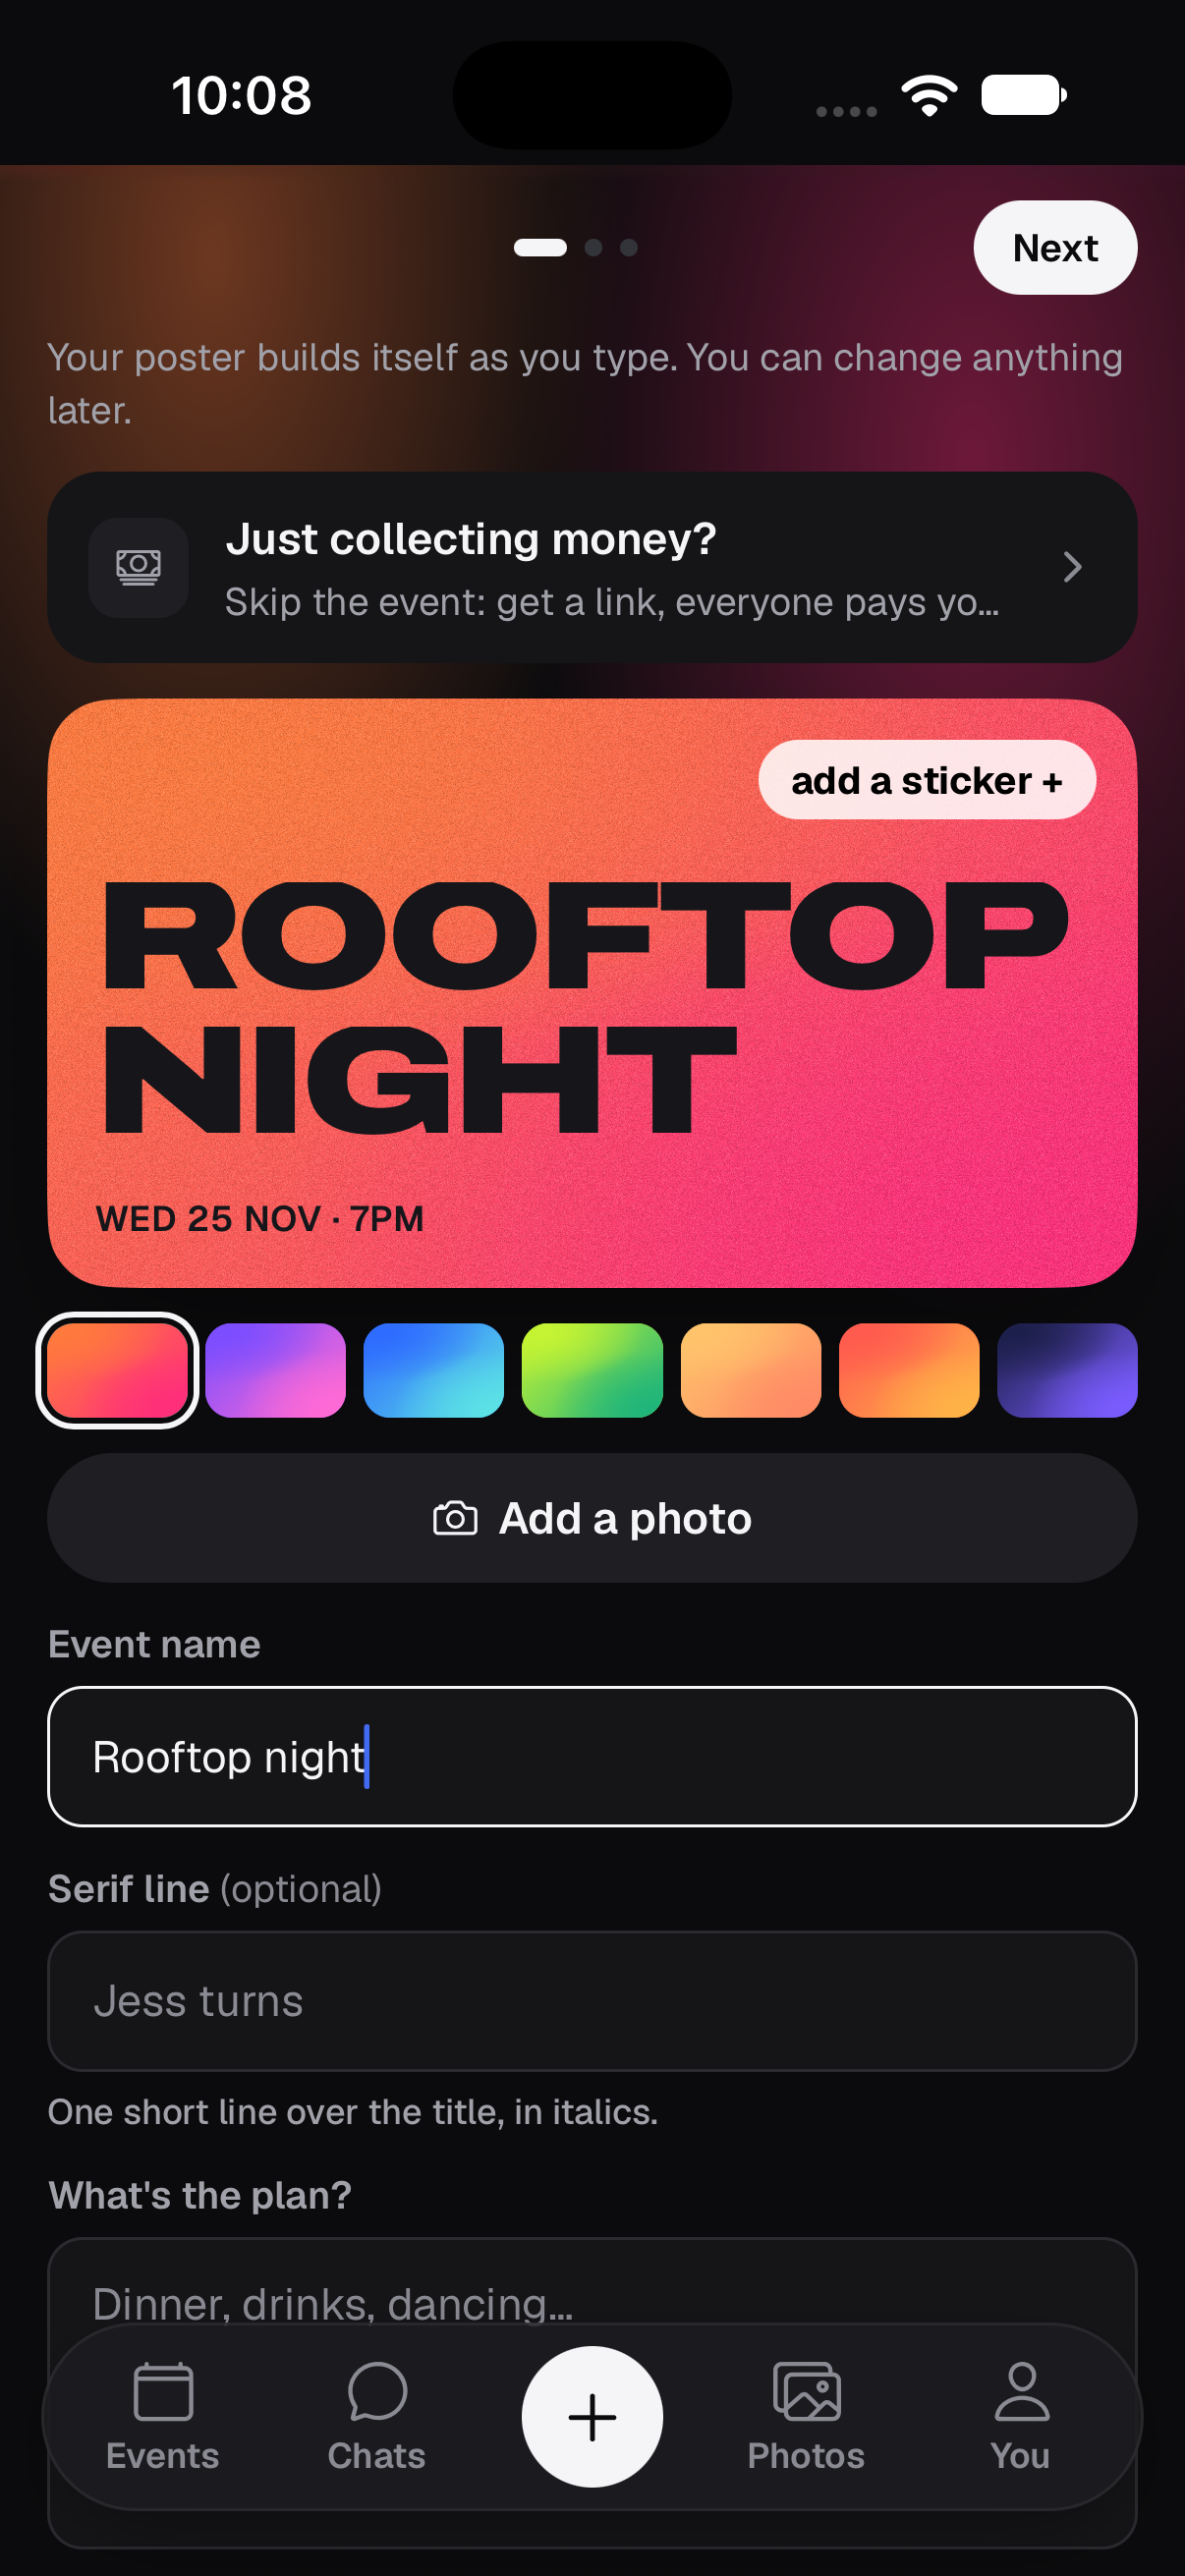 10:08
Next
Your poster builds itself as you type. You can change anything
later.
Just collecting money?
Skip the event: get a link, everyone pays yo...
add a sticker +
ROOFTOP
NIGHT
WED 25 NOV · 7PM
Add a photo
Event name
Rooftop night
Serif line (optional)
Jess turns
One short line over the title, in italics.
What's the plan?
Dinner, drinks, dancing...
Events
Chats
Photos
You